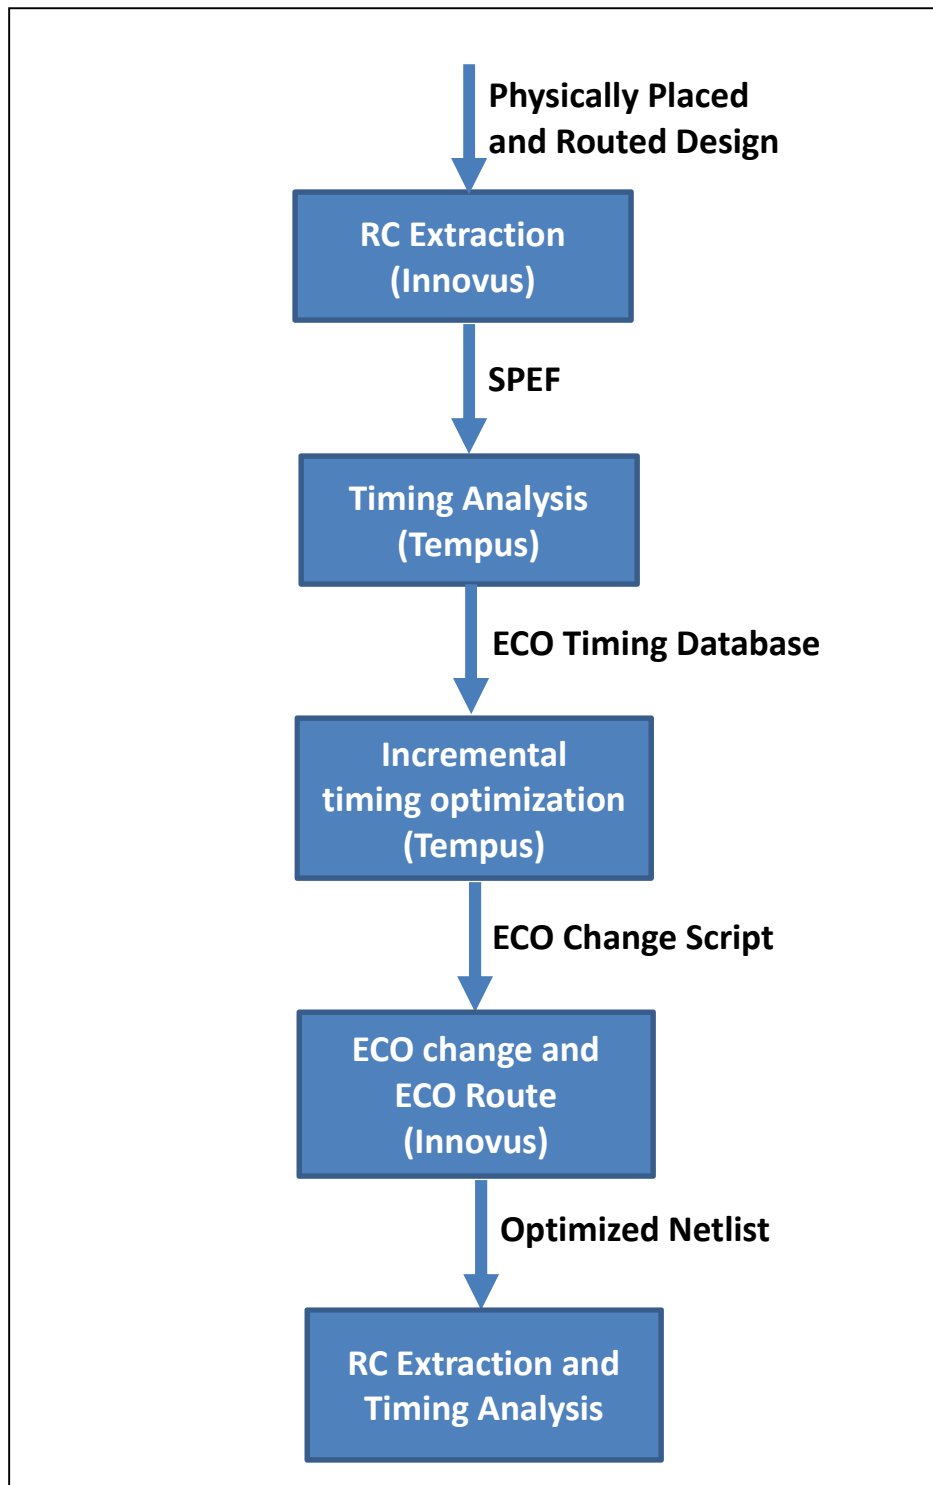 Physically Placed
and Routed Design
RC Extraction
(Innovus)
SPEF
Timing Analysis
(Tempus)
ECO Timing Database
Incremental
timing optimization
(Tempus)
ECO Change Script
ECO change and
ECO Route
(Innovus)
Optimized Netlist
RC Extraction and
Timing Analysis